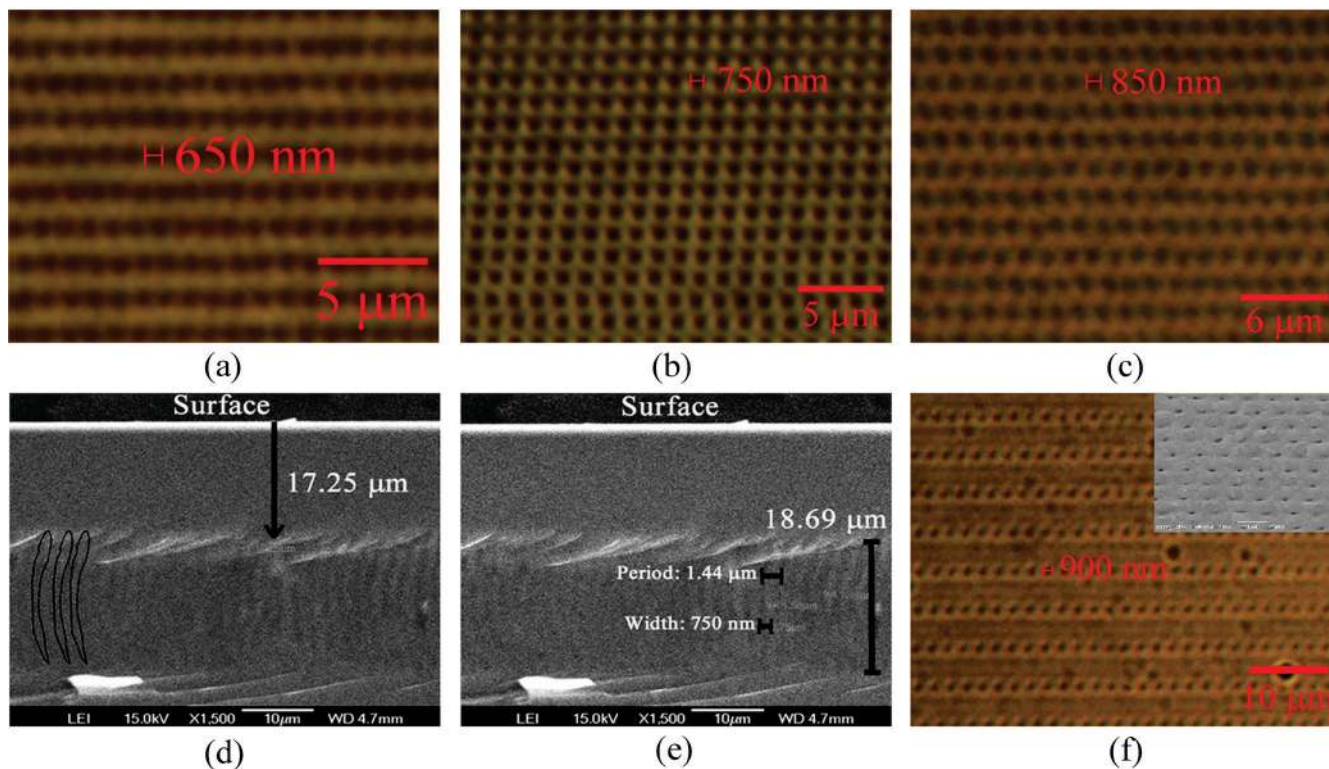 650 nm
5 μm
(a)
750 nm
5 μm
(b)
850 nm
6 μm
(c)
Surface
17.25 μm
LEI 15.0kV X1,500 10μm WD 4.7mm
(d)
Surface
18.69 μm
Period: 1.44 μm
Width: 750 nm
LEI 15.0kV X1,500 10μm WD 4.7mm
(e)
900 nm
10 μm
(f)